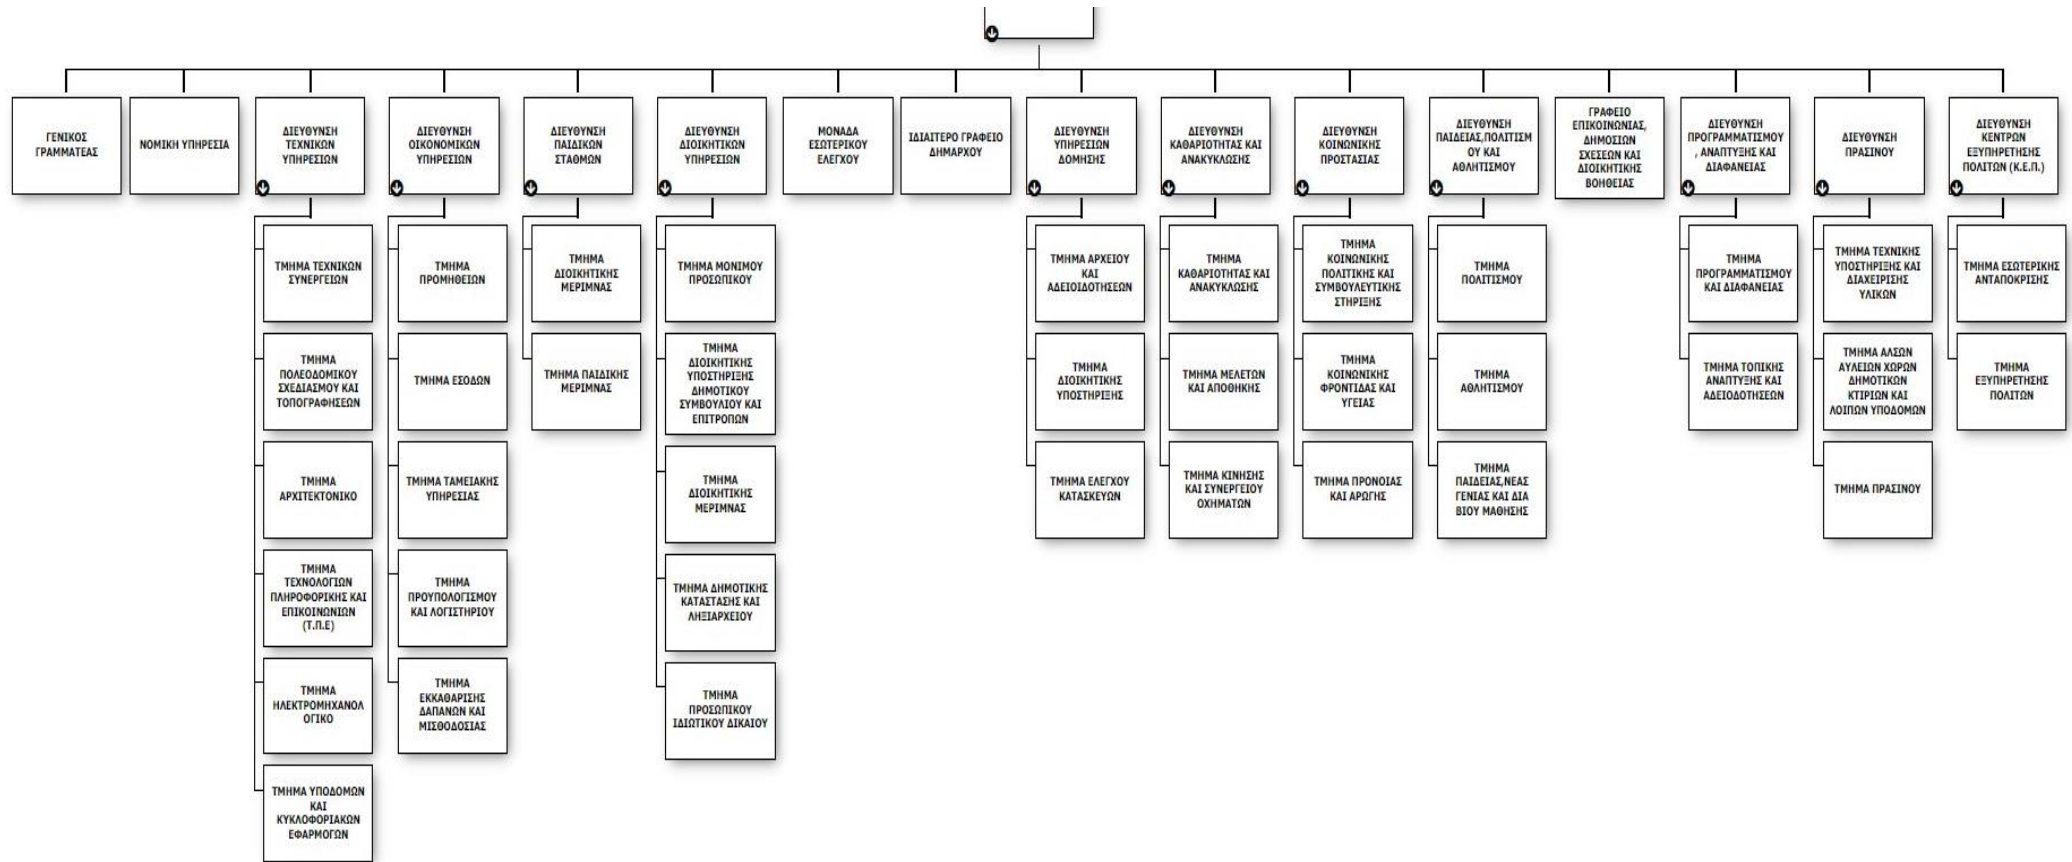 ΓΕΝΙΚΟΣ
ΓΡΑΜΜΑΤΕΑΣ
ΝΟΜΙΚΗ ΥΠΗΡΕΣΙΑ
ΔΙΕΥΘΥΝΣΗ
ΤΕΧΝΙΚΩΝ
ΥΠΗΡΕΣΙΩΝ
ΔΙΕΥΘΥΝΣΗ
ΟΙΚΟΝΟΜΙΚΩΝ
ΥΠΗΡΕΣΙΩΝ
ΔΙΕΥΘΥΝΣΗ
ΠΑΙΔΙΚΩΝ
ΣΤΑΘΜΩΝ
ΔΙΕΥΘΥΝΣΗ
ΔΙΟΙΚΗΤΙΚΩΝ
ΥΠΗΡΕΣΙΩΝ
ΜΟΝΑΔΑ
ΕΣΩΤΕΡΙΚΟΥ
ΕΛΕΓΧΟΥ
ΙΔΙΑΙΤΕΡΟ ΓΡΑΦΕΙΟ
ΔΗΜΑΡΧΟΥ
ΔΙΕΥΘΥΝΣΗ
ΥΠΗΡΕΣΙΩΝ
ΔΟΜΗΣΗΣ
ΔΙΕΥΘΥΝΣΗ
ΚΑΘΑΡΙΟΤΗΤΑΣ ΚΑΙ
ΑΝΑΚΥΚΛΩΣΗΣ
ΔΙΕΥΘΥΝΣΗ
ΚΟΙΝΩΝΙΚΗΣ
ΠΡΟΣΤΑΣΙΑΣ
ΔΙΕΥΘΥΝΣΗ
ΠΑΙΔΕΙΑΣ,ΠΟΛΙΤΙΣΜ
ΟΥ ΚΑΙ
ΑΘΛΗΤΙΣΜΟΥ
ΓΡΑΦΕΙΟ
ΕΠΙΚΟΙΝΩΝΙΑΣ,
ΔΗΜΟΣΙΩΝ
ΣΧΕΣΕΩΝ ΚΑΙ
ΔΙΟΙΚΗΤΙΚΗΣ
ΒΟΗΘΕΙΑΣ
ΔΙΕΥΘΥΝΣΗ
ΠΡΟΓΡΑΜΜΑΤΙΣΜΟΥ
, ΑΝΑΠΤΥΞΗΣ ΚΑΙ
ΔΙΑΦΑΝΕΙΑΣ
ΔΙΕΥΘΥΝΣΗ
ΠΡΑΣΙΝΟΥ
ΔΙΕΥΘΥΝΣΗ
ΚΕΝΤΡΩΝ
ΕΞΥΠΗΡΕΤΗΣΗΣ
ΠΟΛΙΤΩΝ (Κ.Ε.Π.)
ΤΜΗΜΑ ΤΕΧΝΙΚΩΝ
ΣΥΝΕΡΓΕΙΩΝ
ΤΜΗΜΑ
ΠΟΛΕΟΔΟΜΙΚΟΥ
ΣΧΕΔΙΑΣΜΟΥ ΚΑΙ
ΤΟΠΟΓΡΑΦΗΣΕΩΝ
ΤΜΗΜΑ
ΑΡΧΙΤΕΚΤΟΝΙΚΟ
ΤΜΗΜΑ
ΤΕΧΝΟΛΟΓΙΩΝ
ΠΛΗΡΟΦΟΡΙΚΗΣ ΚΑΙ
ΕΠΙΚΟΙΝΩΝΙΩΝ
(Τ.Π.Ε)
ΤΜΗΜΑ
ΗΛΕΚΤΡΟΜΗΧΑΝΟΛ
ΟΓΙΚΟ
ΤΜΗΜΑ ΥΠΟΔΟΜΩΝ
ΚΑΙ
ΚΥΚΛΟΦΟΡΙΑΚΩΝ
ΕΦΑΡΜΟΓΩΝ
ΤΜΗΜΑ
ΠΡΟΜΗΘΕΙΩΝ
ΤΜΗΜΑ ΕΣΟΔΩΝ
ΤΜΗΜΑ ΤΑΜΕΙΑΚΗΣ
ΥΠΗΡΕΣΙΑΣ
ΤΜΗΜΑ
ΠΡΟΥΠΟΛΟΓΙΣΜΟΥ
ΚΑΙ ΛΟΓΙΣΤΗΡΙΟΥ
ΤΜΗΜΑ
ΕΚΚΑΘΑΡΙΣΗΣ
ΔΑΠΑΝΩΝ ΚΑΙ
ΜΙΣΘΟΔΟΣΙΑΣ
ΤΜΗΜΑ
ΔΙΟΙΚΗΤΙΚΗΣ
ΜΕΡΙΜΝΑΣ
ΤΜΗΜΑ ΠΑΙΔΙΚΗΣ
ΜΕΡΙΜΝΑΣ
ΤΜΗΜΑ ΜΟΝΙΜΟΥ
ΠΡΟΣΩΠΙΚΟΥ
ΤΜΗΜΑ
ΔΙΟΙΚΗΤΙΚΗΣ
ΥΠΟΣΤΗΡΙΞΗΣ
ΔΗΜΟΤΙΚΟΥ
ΣΥΜΒΟΥΛΙΟΥ ΚΑΙ
ΕΠΙΤΡΟΠΩΝ
ΤΜΗΜΑ
ΔΙΟΙΚΗΤΙΚΗΣ
ΜΕΡΙΜΝΑΣ
ΤΜΗΜΑ ΔΗΜΟΤΙΚΗΣ
ΚΑΤΑΣΤΑΣΗΣ ΚΑΙ
ΛΗΞΙΑΡΧΕΙΟΥ
ΤΜΗΜΑ
ΠΡΟΣΩΠΙΚΟΥ
ΙΔΙΩΤΙΚΟΥ ΔΙΚΑΙΟΥ
ΤΜΗΜΑ ΑΡΧΕΙΟΥ
ΚΑΙ
ΑΔΕΙΟΙΔΟΤΗΣΕΩΝ
ΤΜΗΜΑ
ΔΙΟΙΚΗΤΙΚΗΣ
ΥΠΟΣΤΗΡΙΞΗΣ
ΤΜΗΜΑ ΕΛΕΓΧΟΥ
ΚΑΤΑΣΚΕΥΩΝ
ΤΜΗΜΑ
ΚΑΘΑΡΙΟΤΗΤΑΣ ΚΑΙ
ΑΝΑΚΥΚΛΩΣΗΣ
ΤΜΗΜΑ ΜΕΛΕΤΩΝ
ΚΑΙ ΑΠΟΘΗΚΗΣ
ΤΜΗΜΑ ΚΙΝΗΣΗΣ
ΚΑΙ ΣΥΝΕΡΓΕΙΟΥ
ΟΧΗΜΑΤΩΝ
ΤΜΗΜΑ
ΚΟΙΝΩΝΙΚΗΣ
ΠΟΛΙΤΙΚΗΣ ΚΑΙ
ΣΥΜΒΟΥΛΕΥΤΙΚΗΣ
ΣΤΗΡΙΞΗΣ
ΤΜΗΜΑ
ΚΟΙΝΩΝΙΚΗΣ
ΦΡΟΝΤΙΔΑΣ ΚΑΙ
ΥΓΕΙΑΣ
ΤΜΗΜΑ ΠΡΟΝΟΙΑΣ
ΚΑΙ ΑΡΩΓΗΣ
ΤΜΗΜΑ
ΠΟΛΙΤΙΣΜΟΥ
ΤΜΗΜΑ
ΑΘΛΗΤΙΣΜΟΥ
ΤΜΗΜΑ
ΠΑΙΔΕΙΑΣ,ΝΕΑΣ
ΓΕΝΙΑΣ ΚΑΙ ΔΙΑ
ΒΙΟΥ ΜΑΘΗΣΗΣ
ΤΜΗΜΑ
ΠΡΟΓΡΑΜΜΑΤΙΣΜΟΥ
ΚΑΙ ΔΙΑΦΑΝΕΙΑΣ
ΤΜΗΜΑ ΤΟΠΙΚΗΣ
ΑΝΑΠΤΥΞΗΣ ΚΑΙ
ΑΔΕΙΟΔΟΤΗΣΕΩΝ
ΤΜΗΜΑ ΤΕΧΝΙΚΗΣ
ΥΠΟΣΤΗΡΙΞΗΣ ΚΑΙ
ΔΙΑΧΕΙΡΙΣΗΣ
ΥΛΙΚΩΝ
ΤΜΗΜΑ ΑΛΣΩΝ
ΑΥΛΕΙΩΝ ΧΩΡΩΝ
ΔΗΜΟΤΙΚΩΝ
ΚΤΙΡΙΩΝ ΚΑΙ
ΛΟΙΠΩΝ ΥΠΟΔΟΜΩΝ
ΤΜΗΜΑ ΠΡΑΣΙΝΟΥ
ΤΜΗΜΑ ΕΣΩΤΕΡΙΚΗΣ
ΑΝΤΑΠΟΚΡΙΣΗΣ
ΤΜΗΜΑ
ΕΞΥΠΗΡΕΤΗΣΗΣ
ΠΟΛΙΤΩΝ